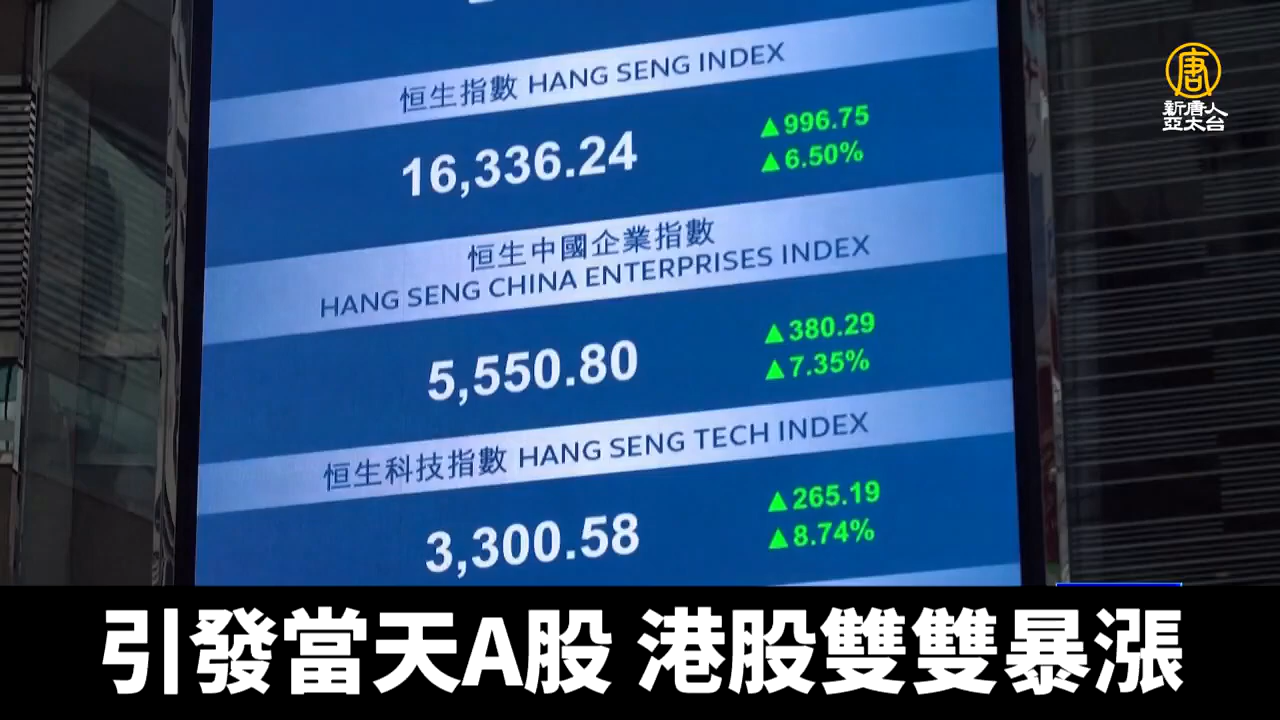 恒生指數 HANG SENG INDEX
16,336.24
▲996.75
▲6.50%
恒生中國企業指數
HANG SENG CHINA ENTERPRISES INDEX
5,550.80
▲380.29
▲7.35%
恒生科技指數 HANG SENG TECH INDEX
3,300.58
▲265.19
▲8.74%
唐
新唐人
亞太台
引發當天A股 港股雙雙暴漲